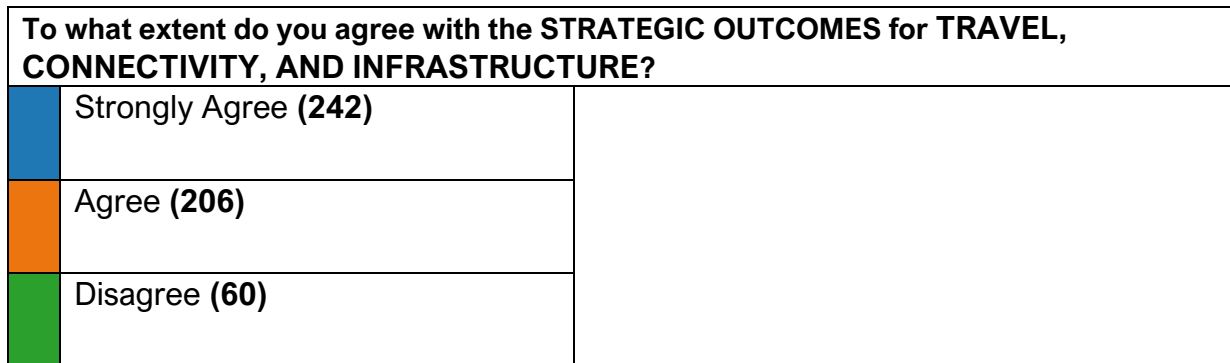 To what extent do you agree with the STRATEGIC OUTCOMES for TRAVEL,
CONNECTIVITY, AND INFRASTRUCTURE?
Strongly Agree (242)
Agree (206)
Disagree (60)